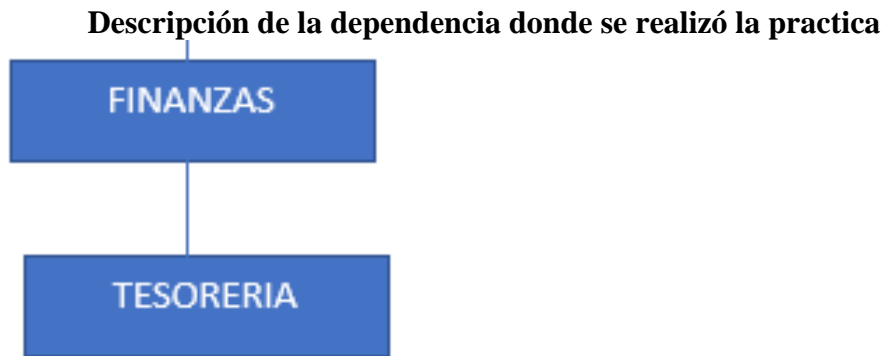 Descripción de la dependencia donde se realizó la practica
FINANZAS
TESORERIA